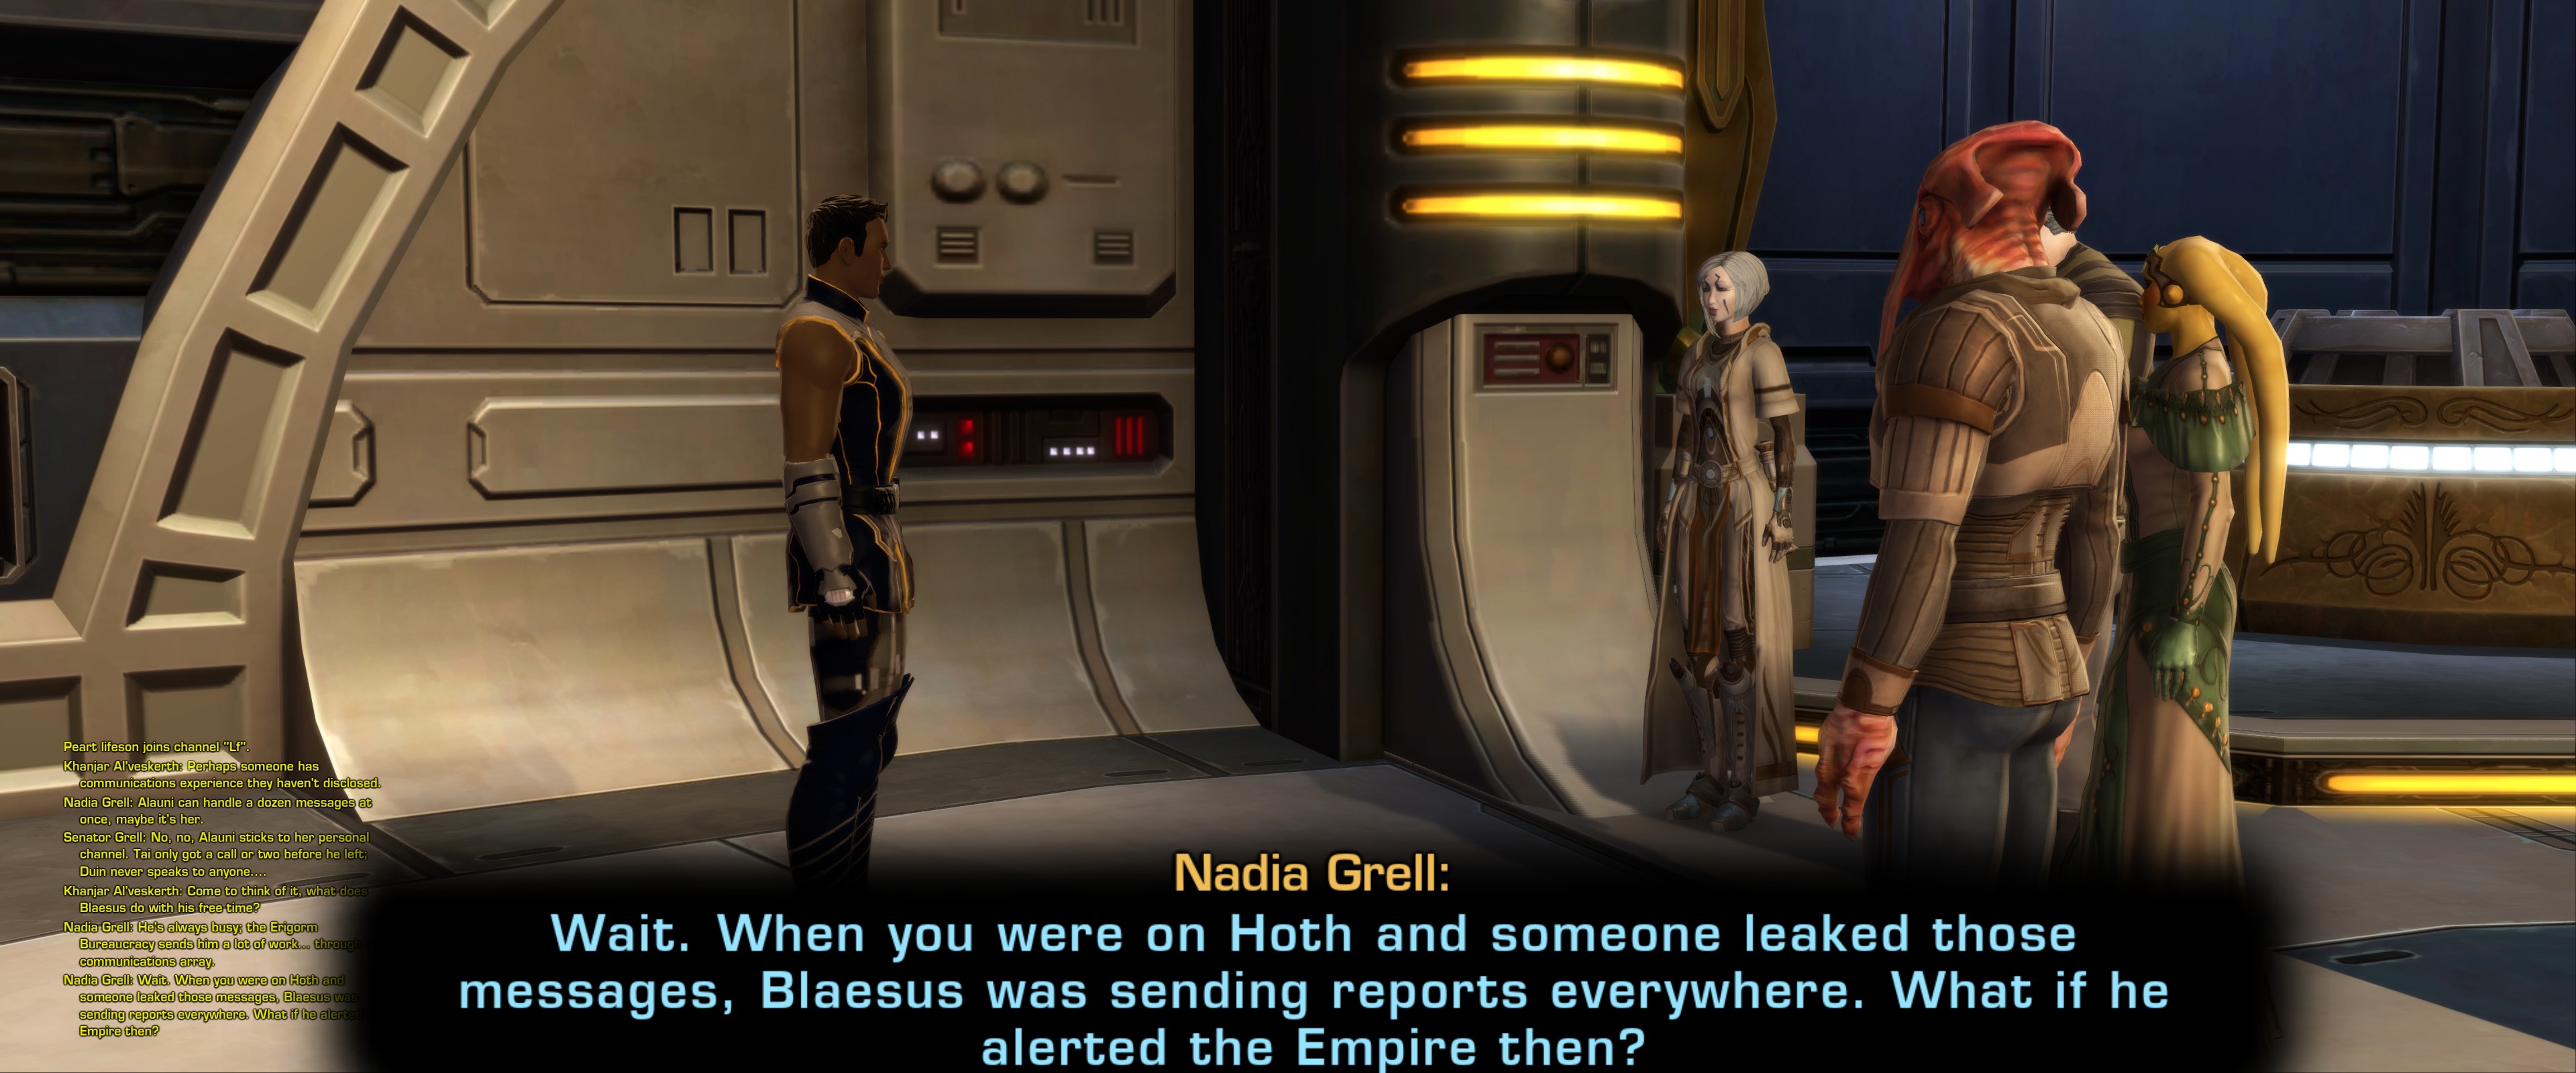 Peart lifeson joins channel "Lf".
Khanjar Al'veskerth: Perhaps someone has
communications experience they haven't disclosed.
Nadia Grell: Alauni can handle a dozen messages at
once, maybe it's her.
Senator Grell: No, no, Alauni sticks to her personal
channel. Tai only got a call or two before he left;
Duin never speaks to anyone....
Khanjar Al'veskerth: Come to think of it, what does
Blaesus do with his free time?
Nadia Grell: He's always busy; the Erigorm
Bureaucracy sends him a lot of work... through
communications array.
Nadia Grell: Wait. When you were on Hoth and
someone leaked those messages, Blaesus was
sending reports everywhere. What if he alerted
Empire then?
Nadia Grell:
Wait. When you were on Hoth and someone leaked those
messages, Blaesus was sending reports everywhere. What if he
alerted the Empire then?